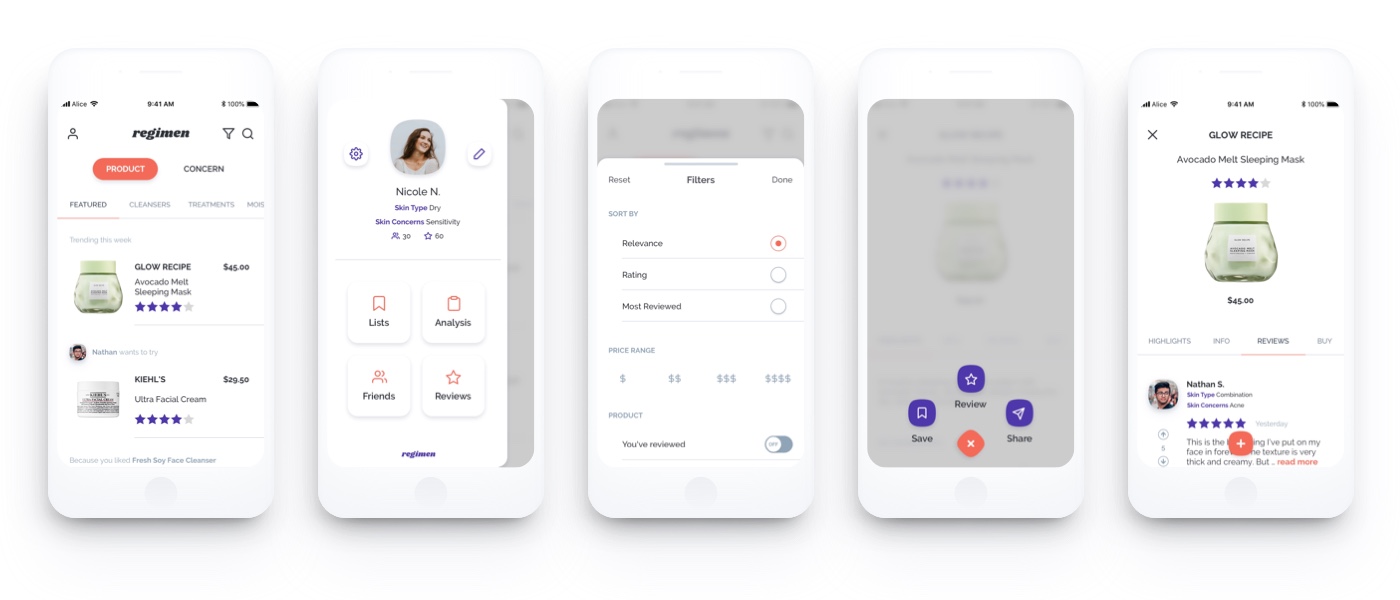 Alice
9:41 AM
100%
regimen
PRODUCT
CONCERN
FEATURED
CLEANSERS
TREATMENTS
MOIS
Trending this week
GLOW RECIPE
$45.00
Avocado Melt
Sleeping Mask
Nathan wants to try
KIEHL'S
$29.50
Ultra Facial Cream
Because you liked Fresh Soy Face Cleanser
Nicole N.
Skin Type Dry
Skin Concerns Sensitivity
30
60
Lists
Analysis
Friends
Reviews
regimen
Reset
Filters
Done
SORT BY
Relevance
Rating
Most Reviewed
PRICE RANGE
$
$$
$$$
$$$$
PRODUCT
You've reviewed
OFF
Review
Save
Share
Alice
9:41 AM
100%
GLOW RECIPE
Avocado Melt Sleeping Mask
$45.00
HIGHLIGHTS
INFO
REVIEWS
BUY
Nathan S.
Skin Type Combination
Skin Concerns Acne
Yesterday
5
This is the ing I've put on my
face in fore e texture is very
thick and creamy. But .. read more